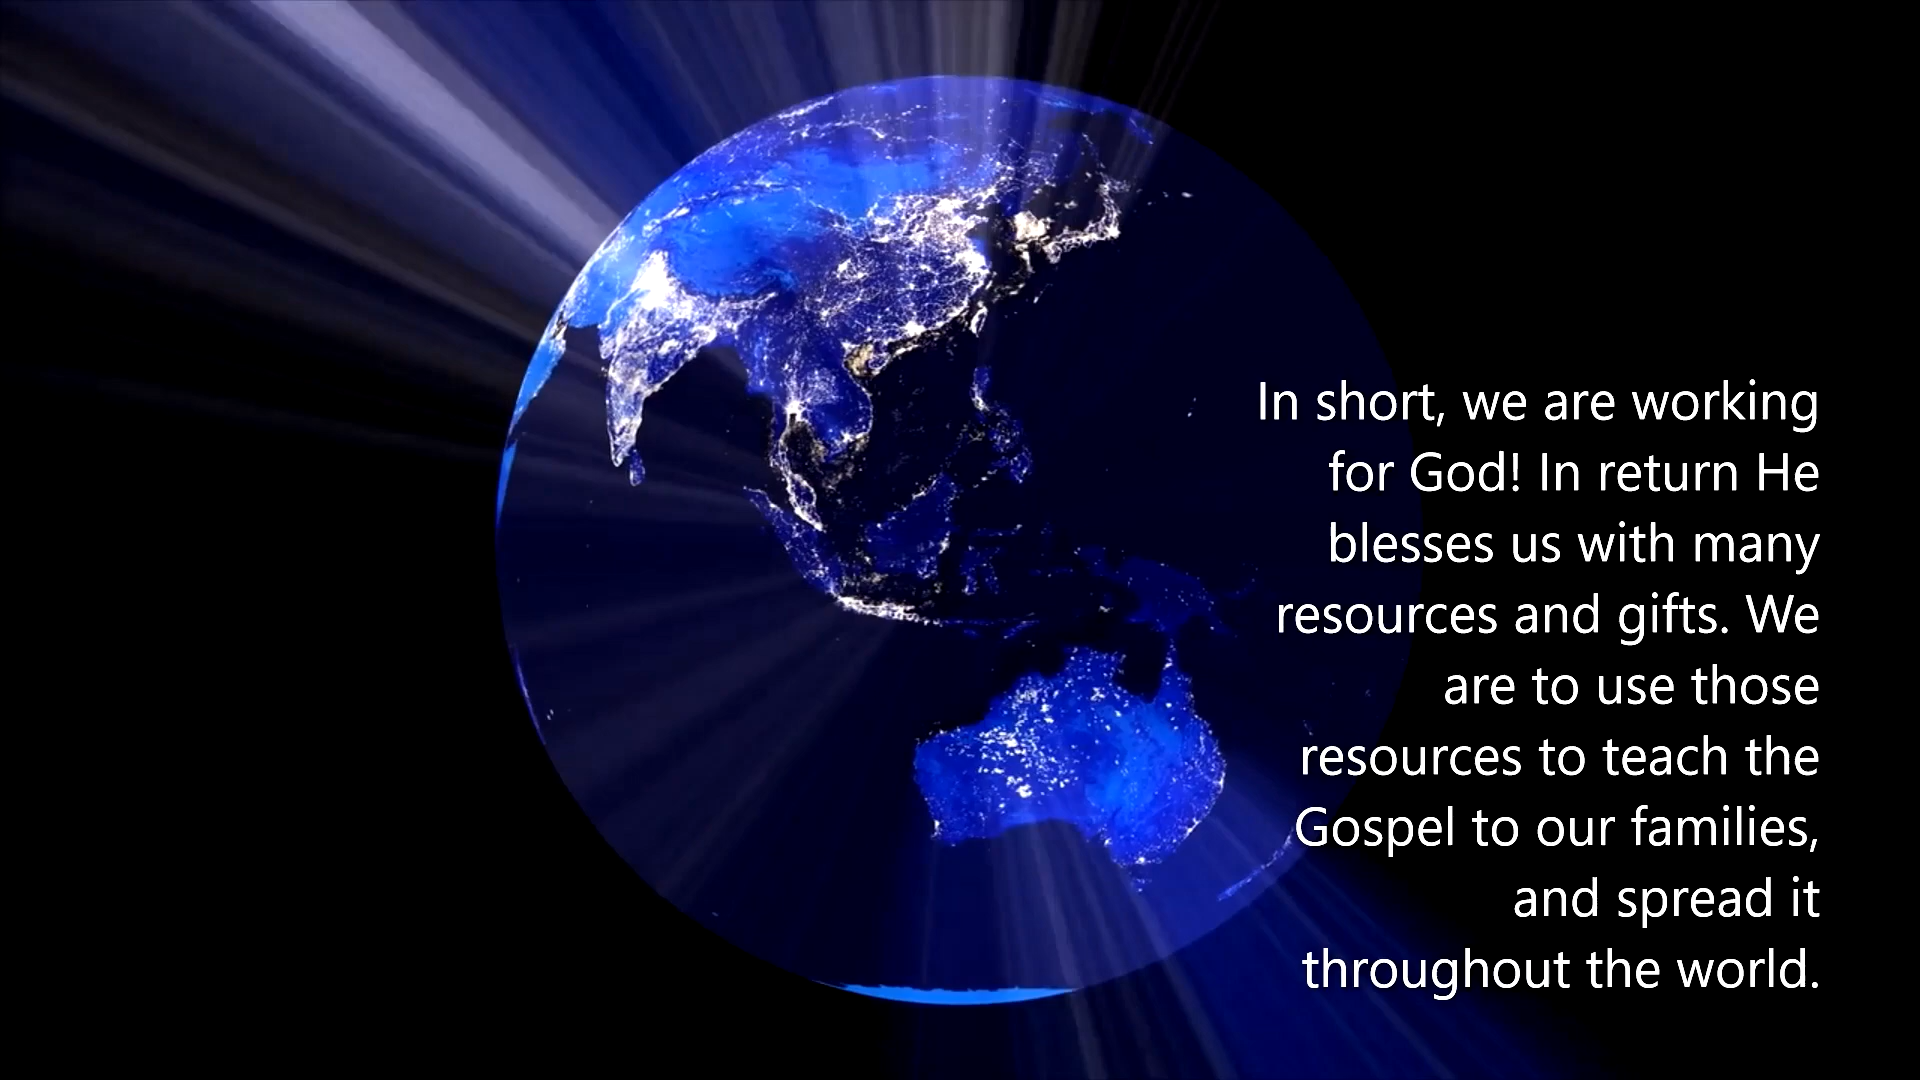 In short, we are working
for God! In return He
blesses us with many
resources and gifts. We
are to use those
resources to teach the
Gospel to our families,
and spread it
throughout the world.